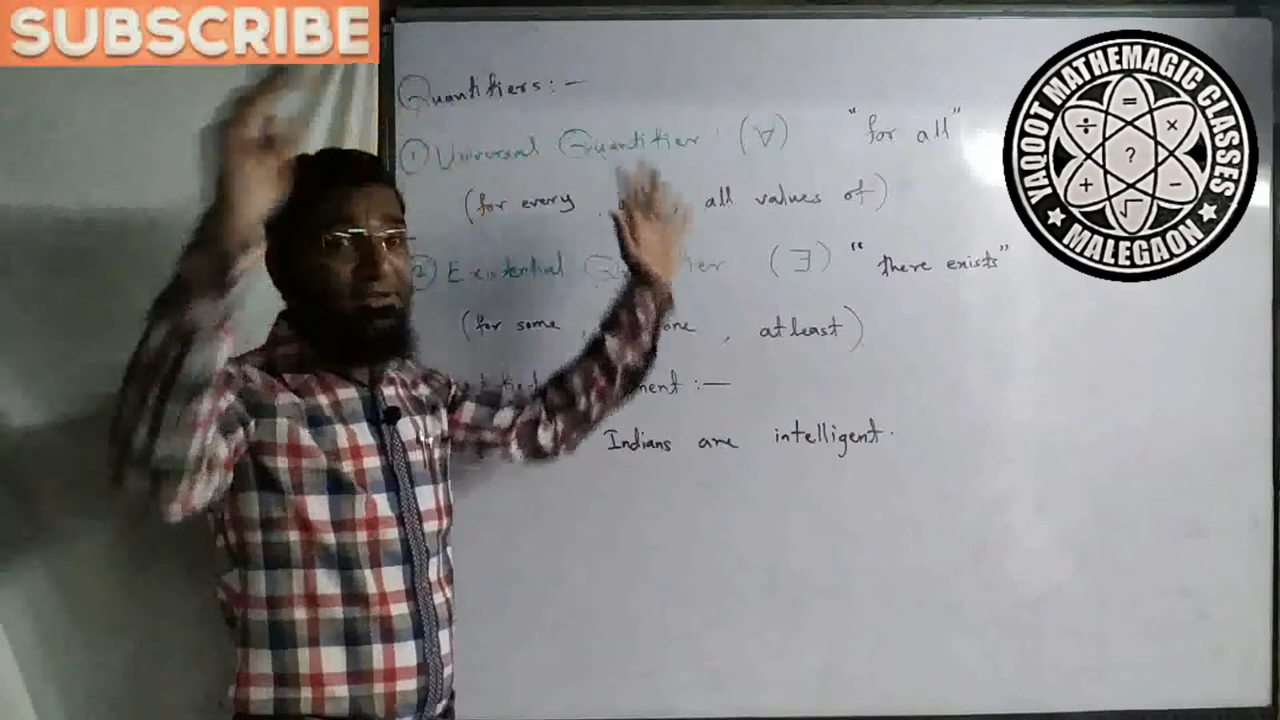 SUBSCRIBE
Quantifiers :-
① Universal Quantifier : (∀) "for all"
(for every , , all values of)
② Existential (∃) "there exists"
(for some , one , atleast)
:-
Indians are intelligent.
YAQOOT MATHEMAGIC CLASSES
MALEGAON
= ÷ × ? + - √